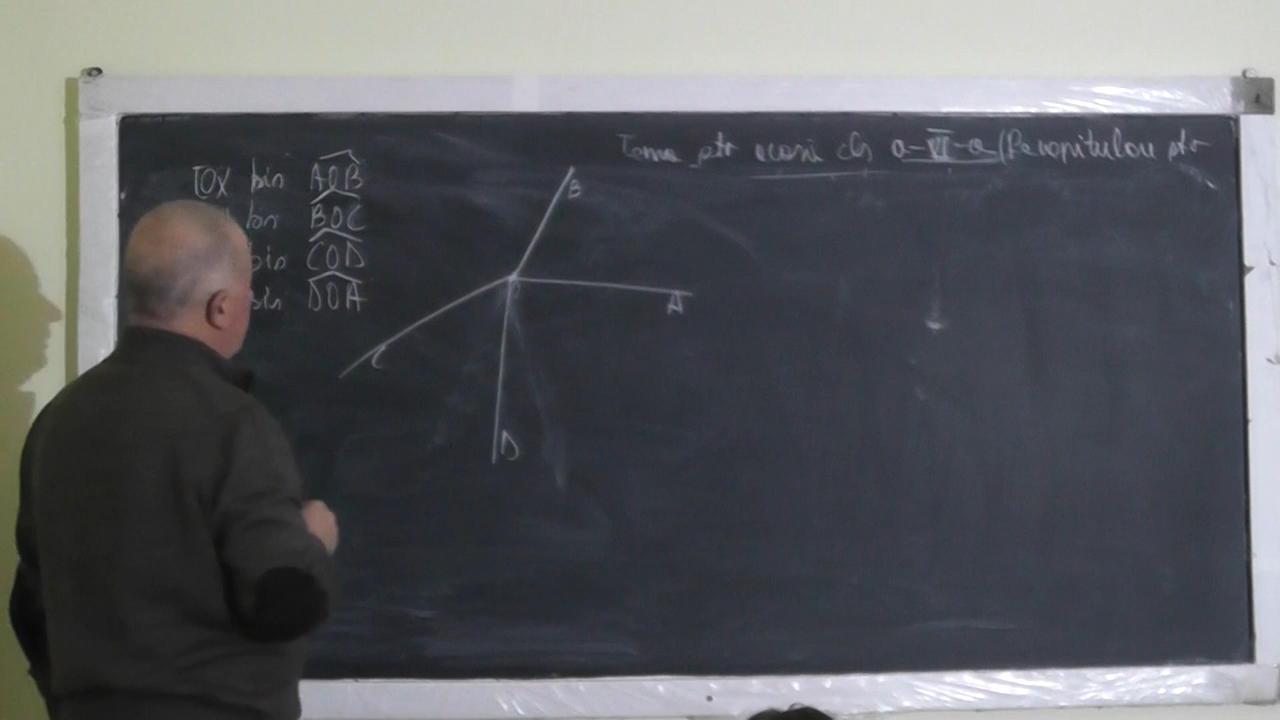 Tema ptr acasă cls a-VI-a (Recapitulare ptr
[OX bis AOB
bis BOC
bis COD
bis DOA
B
A
C
D